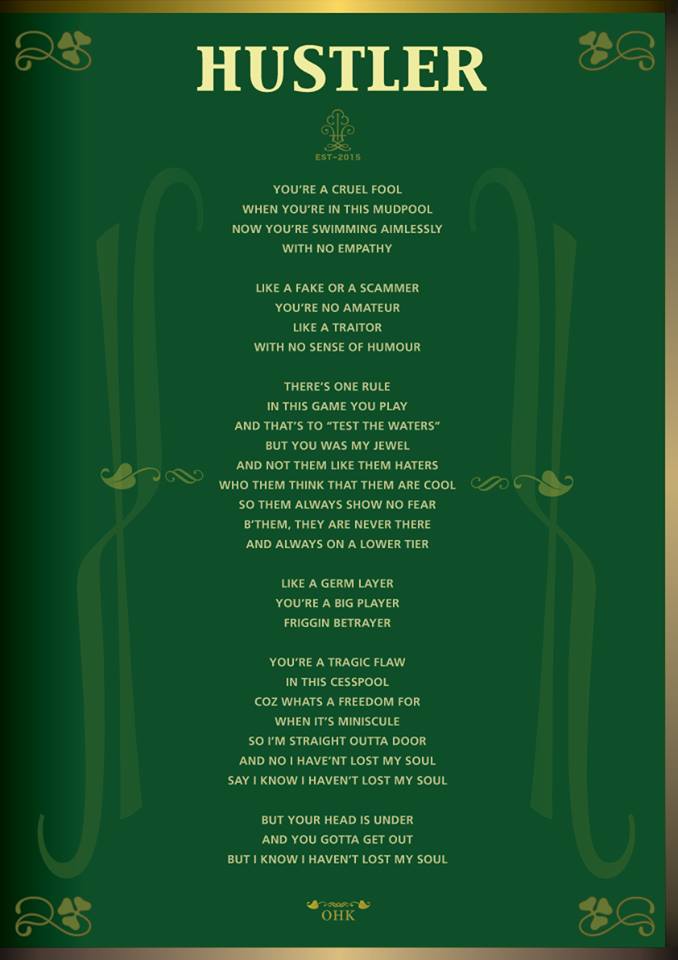 HUSTLER
EST-2015
YOU'RE A CRUEL FOOL
WHEN YOU'RE IN THIS MUDPOOL
NOW YOU'RE SWIMMING AIMLESSLY
WITH NO EMPATHY
LIKE A FAKE OR A SCAMMER
YOU'RE NO AMATEUR
LIKE A TRAITOR
WITH NO SENSE OF HUMOUR
THERE'S ONE RULE
IN THIS GAME YOU PLAY
AND THAT'S TO "TEST THE WATERS"
BUT YOU WAS MY JEWEL
AND NOT THEM LIKE THEM HATERS
WHO THEM THINK THAT THEM ARE COOL
SO THEM ALWAYS SHOW NO FEAR
B'THEM, THEY ARE NEVER THERE
AND ALWAYS ON A LOWER TIER
LIKE A GERM LAYER
YOU'RE A BIG PLAYER
FRIGGIN BETRAYER
YOU'RE A TRAGIC FLAW
IN THIS CESSPOOL
COZ WHATS A FREEDOM FOR
WHEN IT'S MINISCULE
SO I'M STRAIGHT OUTTA DOOR
AND NO I HAVE'NT LOST MY SOUL
SAY I KNOW I HAVEN'T LOST MY SOUL
BUT YOUR HEAD IS UNDER
AND YOU GOTTA GET OUT
BUT I KNOW I HAVEN'T LOST MY SOUL
OHK